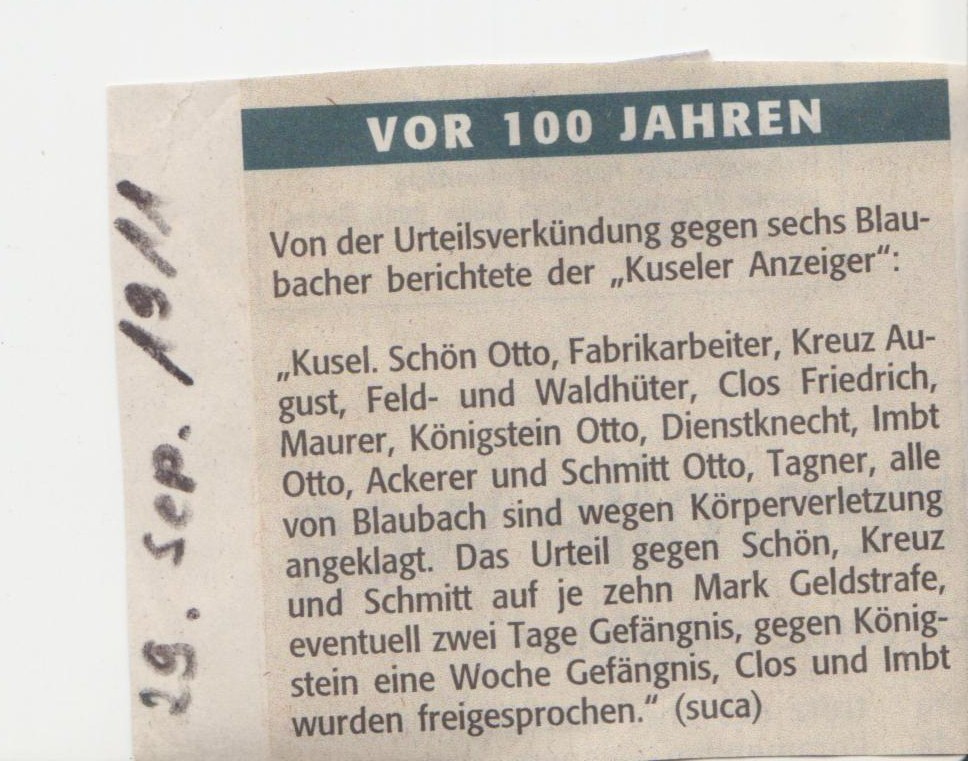 VOR 100 JAHREN
29. Sep. 1911
Von der Urteilsverkündung gegen sechs Blau-
bacher berichtete der „Kuseler Anzeiger“:
„Kusel. Schön Otto, Fabrikarbeiter, Kreuz Au-
gust, Feld- und Waldhüter, Clos Friedrich,
Maurer, Königstein Otto, Dienstknecht, Imbt
Otto, Ackerer und Schmitt Otto, Tagner, alle
von Blaubach sind wegen Körperverletzung
angeklagt. Das Urteil gegen Schön, Kreuz
und Schmitt auf je zehn Mark Geldstrafe,
eventuell zwei Tage Gefängnis, gegen König-
stein eine Woche Gefängnis, Clos und Imbt
wurden freigesprochen.“ (suca)